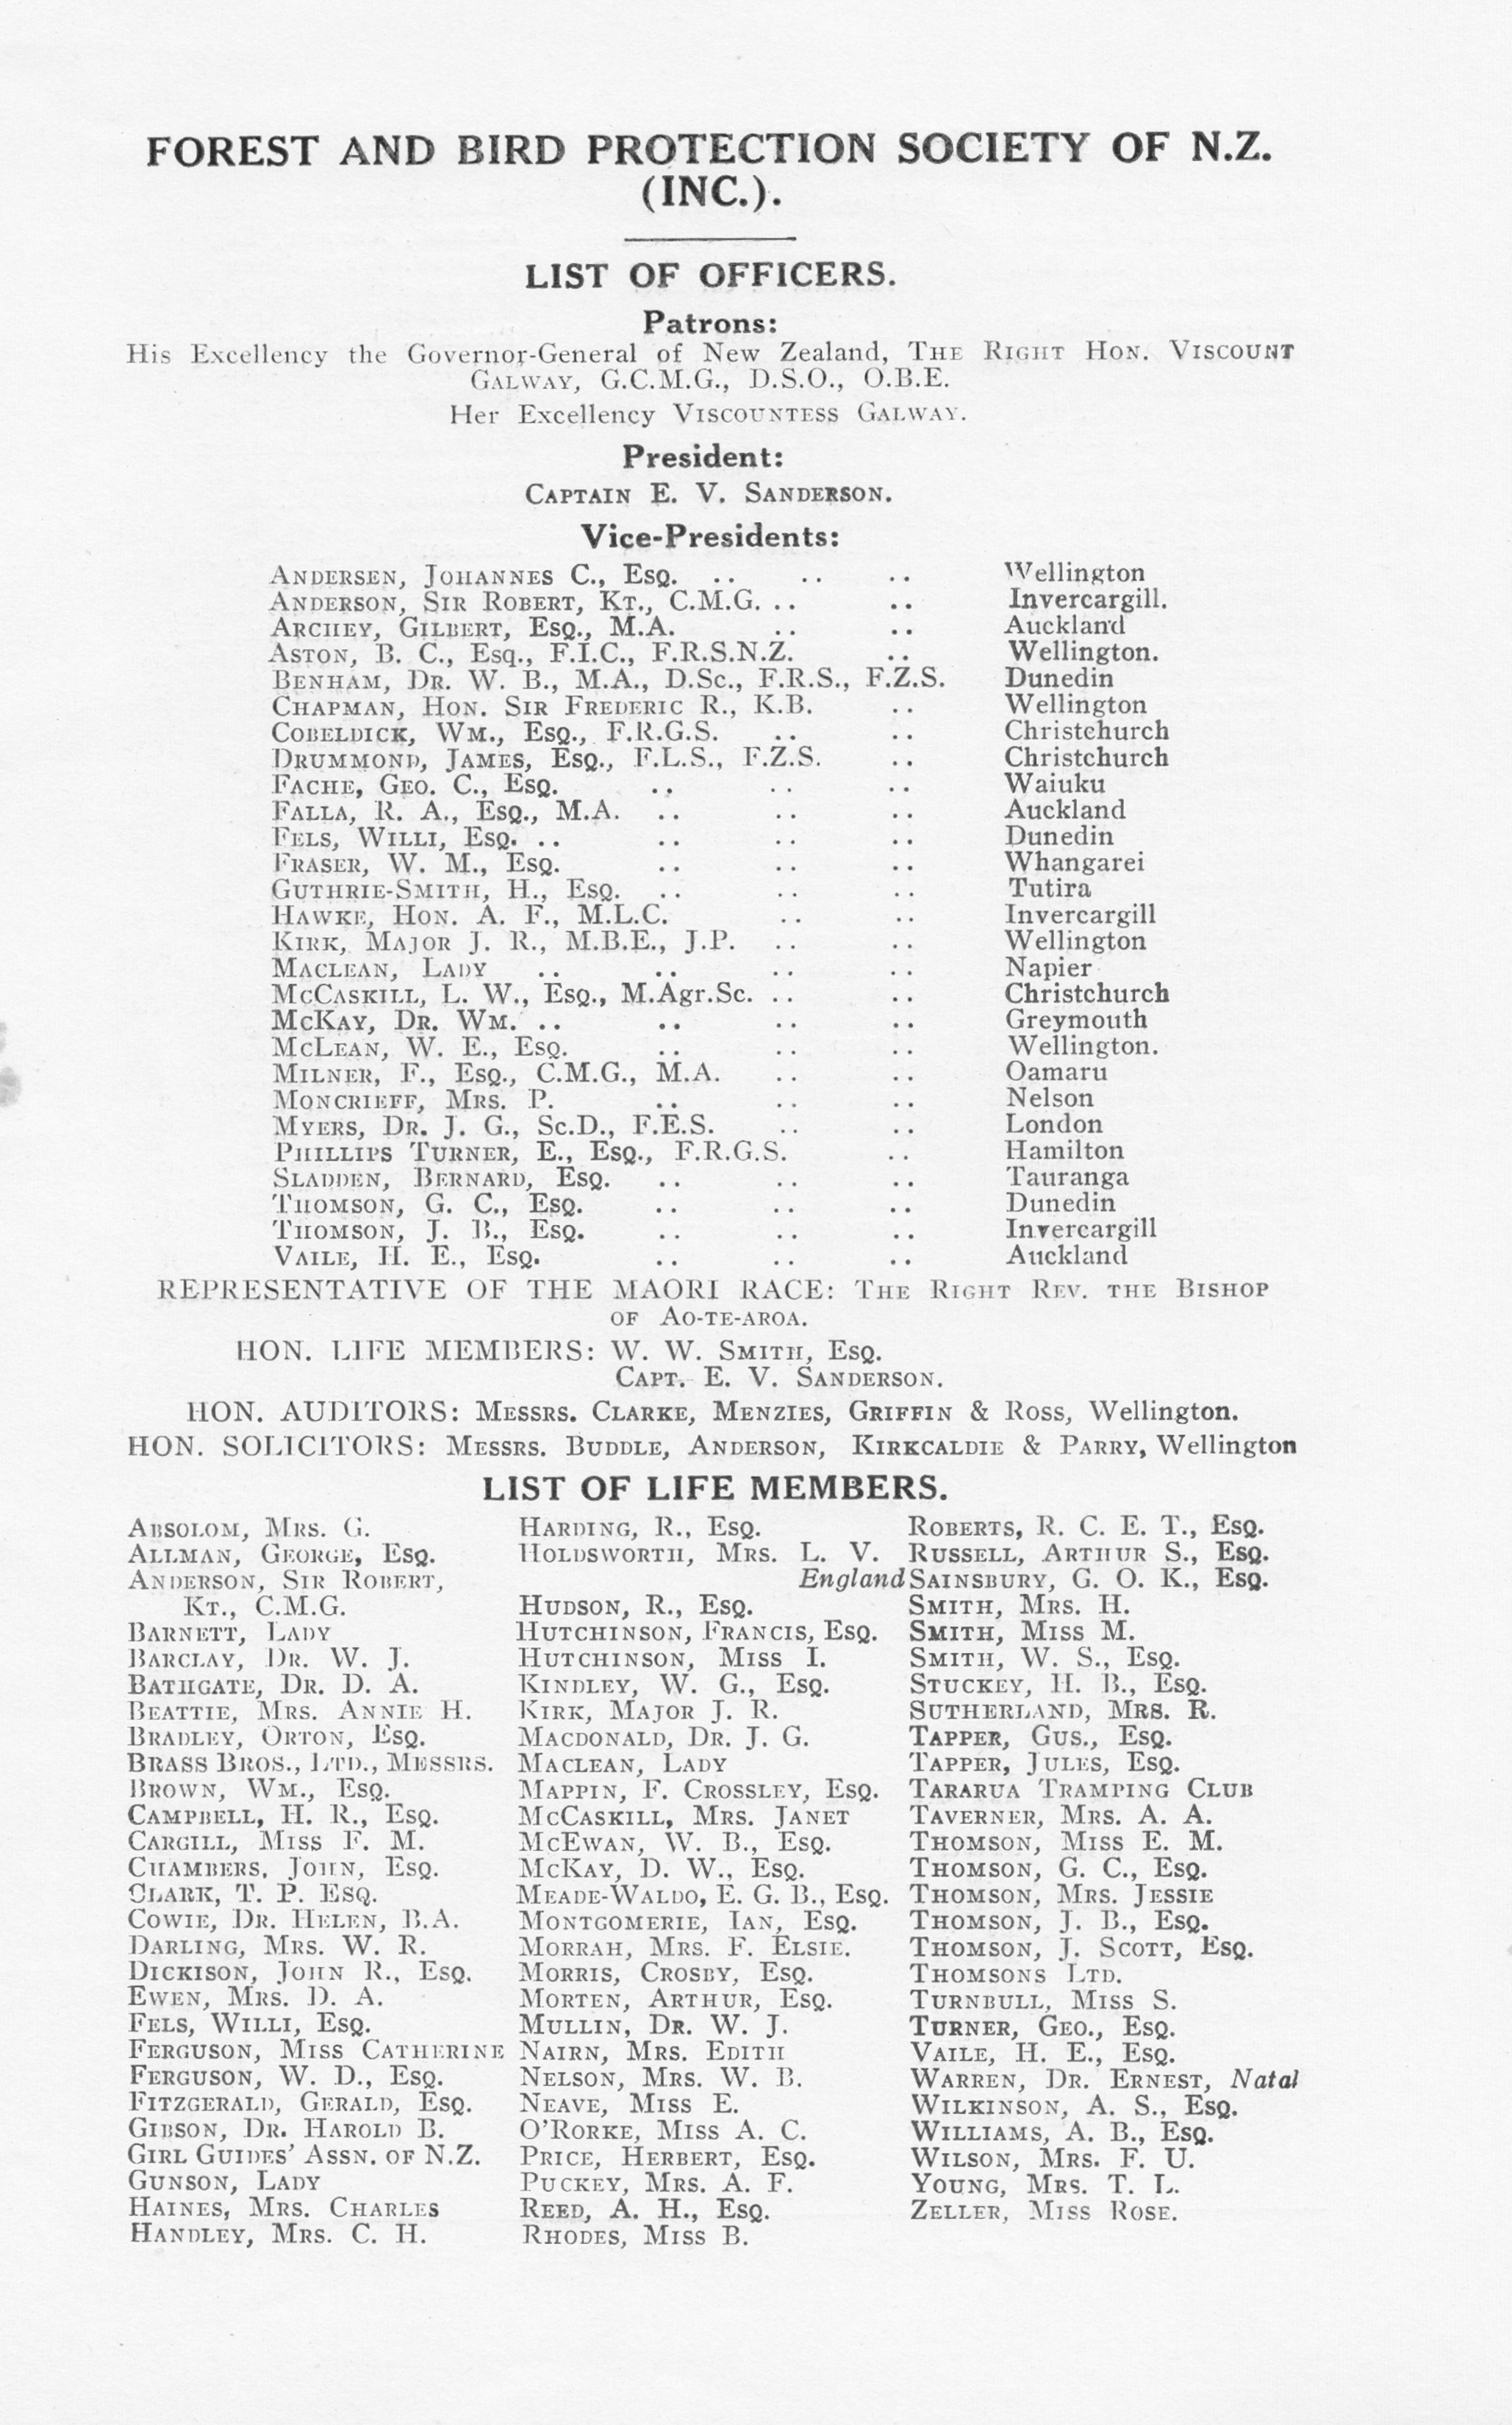 FOREST AND BIRD PROTECTION SOCIETY OF N.Z.
(INC.).
LIST OF OFFICERS.
Patrons:
His Excellency the Governor-General of New Zealand, THE RIGHT HON. VISCOUNT
GALWAY, G.C.M.G., D.S.O., O.B.E.
Her Excellency VISCOUNTESS GALWAY.
President:
CAPTAIN E. V. SANDERSON.
Vice-Presidents:
ANDERSEN, JOHANNES C., ESQ. .. .. .. Wellington
ANDERSON, SIR ROBERT, KT., C.M.G. .. .. Invercargill.
ARCHEY, GILBERT, ESQ., M.A. .. .. Auckland
ASTON, B. C., Esq., F.I.C., F.R.S.N.Z. .. Wellington.
BENHAM, DR. W. B., M.A., D.Sc., F.R.S., F.Z.S. Dunedin
CHAPMAN, HON. SIR FREDERIC R., K.B. .. Wellington
COBELDICK, WM., ESQ., F.R.G.S. .. .. Christchurch
DRUMMOND, JAMES, ESQ., F.L.S., F.Z.S. .. Christchurch
FACHE, GEO. C., ESQ. .. .. .. Waiuku
FALLA, R. A., ESQ., M.A. .. .. .. Auckland
FELS, WILLI, ESQ. .. .. .. .. Dunedin
FRASER, W. M., ESQ. .. .. .. Whangarei
GUTHRIE-SMITH, H., ESQ. .. .. .. Tutira
HAWKE, HON. A. F., M.L.C. .. .. Invercargill
KIRK, MAJOR J. R., M.B.E., J.P. .. .. Wellington
MACLEAN, LADY .. .. .. .. Napier
MCCASKILL, L. W., ESQ., M.Agr.Sc. .. .. Christchurch
MCKAY, DR. WM. .. .. .. .. Greymouth
MCLEAN, W. E., ESQ. .. .. .. Wellington.
MILNER, F., ESQ., C.M.G., M.A. .. .. Oamaru
MONCRIEFF, MRS. P. .. .. .. Nelson
MYERS, DR. J. G., Sc.D., F.E.S. .. .. London
PHILLIPS TURNER, E., ESQ., F.R.G.S. .. Hamilton
SLADDEN, BERNARD, ESQ. .. .. .. Tauranga
THOMSON, G. C., ESQ. .. .. .. Dunedin
THOMSON, J. B., ESQ. .. .. .. Invercargill
VAILE, H. E., ESQ. .. .. .. Auckland
REPRESENTATIVE OF THE MAORI RACE: THE RIGHT REV. THE BISHOP
OF AO-TE-AROA.
HON. LIFE MEMBERS: W. W. SMITH, ESQ.
CAPT. E. V. SANDERSON.
HON. AUDITORS: MESSRS. CLARKE, MENZIES, GRIFFIN & ROSS, Wellington.
HON. SOLICITORS: MESSRS. BUDDLE, ANDERSON, KIRKCALDIE & PARRY, Wellington
LIST OF LIFE MEMBERS.
ABSOLOM, MRS. G.
ALLMAN, GEORGE, ESQ.
ANDERSON, SIR ROBERT,
KT., C.M.G.
BARNETT, LADY
BARCLAY, DR. W. J.
BATHGATE, DR. D. A.
BEATTIE, MRS. ANNIE H.
BRADLEY, ORTON, ESQ.
BRASS BROS., LTD., MESSRS.
BROWN, WM., ESQ.
CAMPBELL, H. R., ESQ.
CARGILL, MISS F. M.
CHAMBERS, JOHN, ESQ.
CLARK, T. P. ESQ.
COWIE, DR. HELEN, B.A.
DARLING, MRS. W. R.
DICKISON, JOHN R., ESQ.
EWEN, MRS. D. A.
FELS, WILLI, ESQ.
FERGUSON, MISS CATHERINE
FERGUSON, W. D., ESQ.
FITZGERALD, GERALD, ESQ.
GIBSON, DR. HAROLD B.
GIRL GUIDES' ASSN. OF N.Z.
GUNSON, LADY
HAINES, MRS. CHARLES
HANDLEY, MRS. C. H.
HARDING, R., ESQ.
HOLDSWORTH, MRS. L. V.
England
HUDSON, R., ESQ.
HUTCHINSON, FRANCIS, ESQ.
HUTCHINSON, MISS I.
KINDLEY, W. G., ESQ.
KIRK, MAJOR J. R.
MACDONALD, DR. J. G.
MACLEAN, LADY
MAPPIN, F. CROSSLEY, ESQ.
MCCASKILL, MRS. JANET
MCEWAN, W. B., ESQ.
MCKAY, D. W., ESQ.
MEADE-WALDO, E. G. B., ESQ.
MONTGOMERIE, IAN, ESQ.
MORRAH, MRS. F. ELSIE.
MORRIS, CROSBY, ESQ.
MORTEN, ARTHUR, ESQ.
MULLIN, DR. W. J.
NAIRN, MRS. EDITH
NELSON, MRS. W. B.
NEAVE, MISS E.
O'RORKE, MISS A. C.
PRICE, HERBERT, ESQ.
PUCKEY, MRS. A. F.
REED, A. H., ESQ.
RHODES, MISS B.
ROBERTS, R. C. E. T., ESQ.
RUSSELL, ARTHUR S., ESQ.
SAINSBURY, G. O. K., ESQ.
SMITH, MRS. H.
SMITH, MISS M.
SMITH, W. S., ESQ.
STUCKEY, H. B., ESQ.
SUTHERLAND, MRS. R.
TAPPER, GUS., ESQ.
TAPPER, JULES, ESQ.
TARARUA TRAMPING CLUB
TAVERNER, MRS. A. A.
THOMSON, MISS E. M.
THOMSON, G. C., ESQ.
THOMSON, MRS. JESSIE
THOMSON, J. B., ESQ.
THOMSON, J. SCOTT, ESQ.
THOMSONS LTD.
TURNBULL, MISS S.
TURNER, GEO., ESQ.
VAILE, H. E., ESQ.
WARREN, DR. ERNEST, Natal
WILKINSON, A. S., ESQ.
WILLIAMS, A. B., ESQ.
WILSON, MRS. F. U.
YOUNG, MRS. T. L.
ZELLER, MISS ROSE.